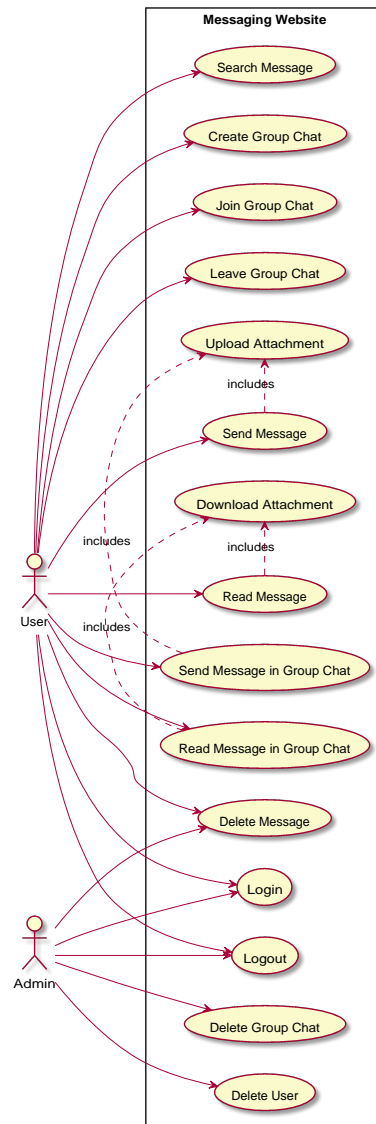 Messaging Website
Search Message
Create Group Chat
Join Group Chat
Leave Group Chat
Upload Attachment
includes
Send Message
Download Attachment
includes
includes
Read Message
User
includes
Send Message in Group Chat
Read Message in Group Chat
Delete Message
Login
Logout
Admin
Delete Group Chat
Delete User